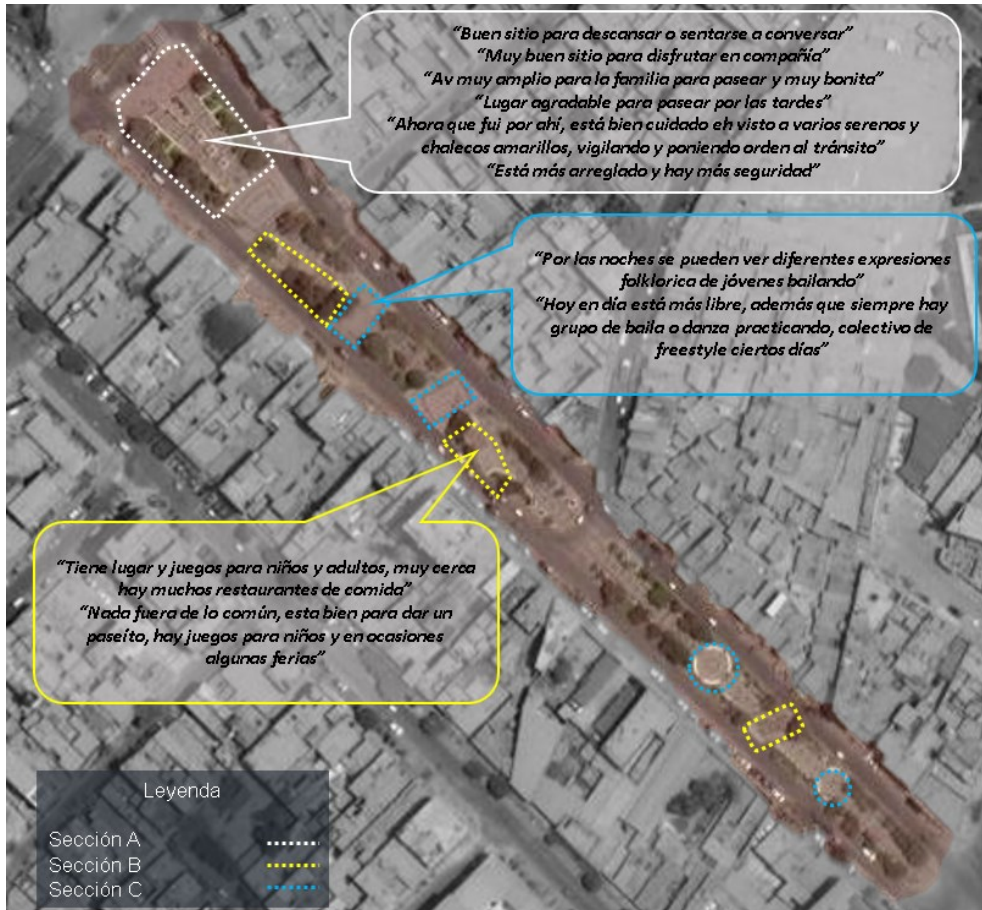 “Buen sitio para descansar o sentarse a conversar”
“Muy buen sitio para disfrutar en compañía”
“Av muy amplio para la familia para pasear y muy bonita”
“Lugar agradable para pasear por las tardes”
“Ahora que fui por ahí, está bien cuidado eh visto a varios serenos y
chalecos amarillos, vigilando y poniendo orden al tránsito”
“Está más arreglado y hay más seguridad”
“Por las noches se pueden ver diferentes expresiones
folklorica de jóvenes bailando”
“Hoy en día está más libre, además que siempre hay
grupo de baila o danza practicando, colectivo de
freestyle ciertos días”
“Tiene lugar y juegos para niños y adultos, muy cerca
hay muchos restaurantes de comida”
“Nada fuera de lo común, esta bien para dar un
paseíto, hay juegos para niños y en ocasiones
algunas ferias”
Leyenda
Sección A
Sección B
Sección C